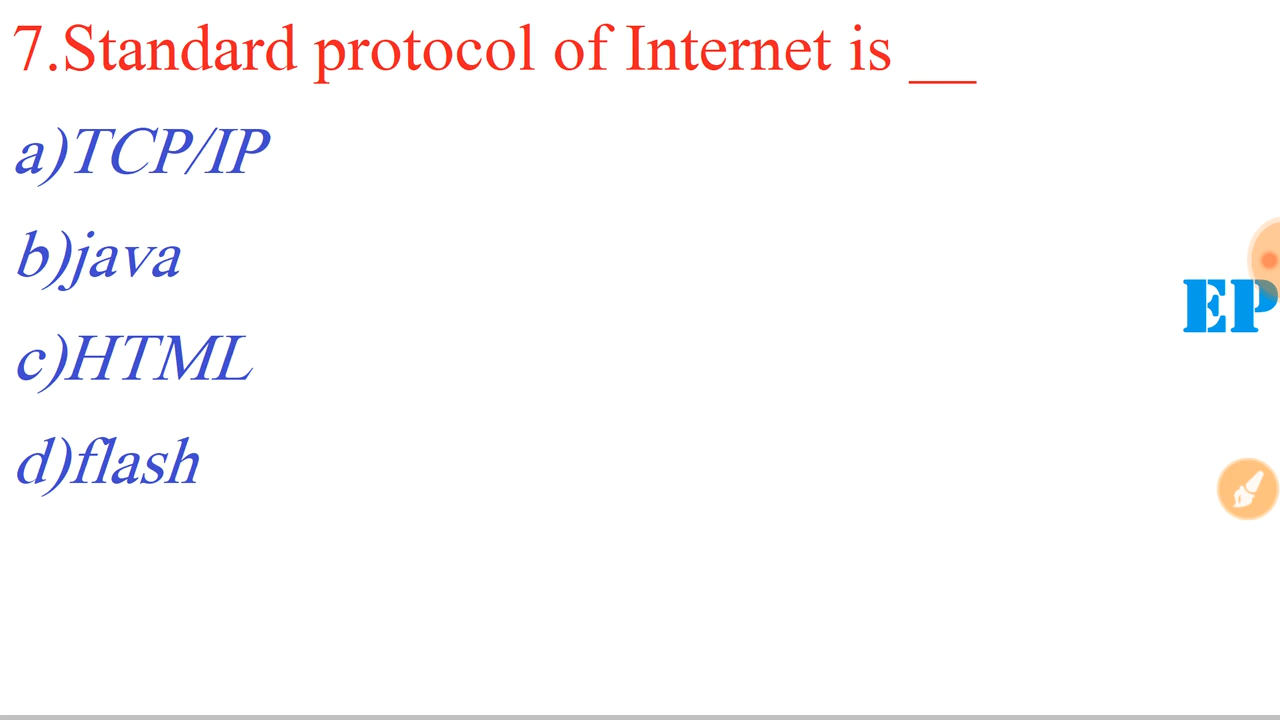 7.Standard protocol of Internet is __
a)TCP/IP
b)java
EP
c)HTML
d)flash